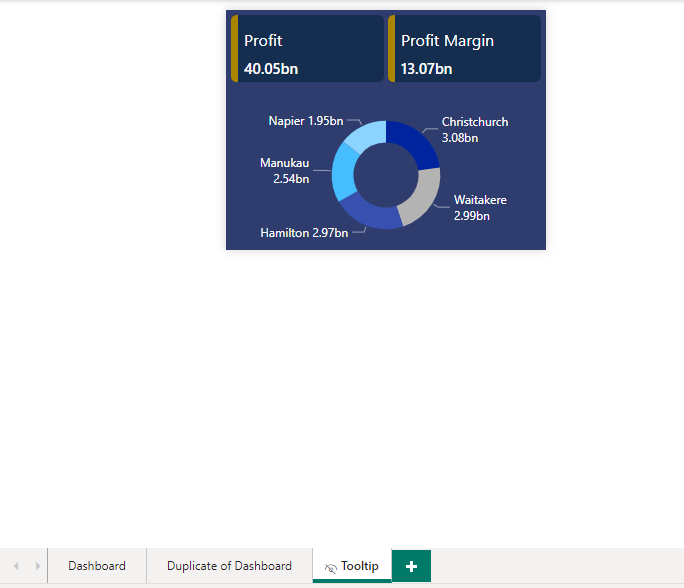 Profit
40.05bn
Profit Margin
13.07bn
Napier 1.95bn
Christchurch
3.08bn
Manukau
2.54bn
Waitakere
2.99bn
Hamilton 2.97bn
Dashboard
Duplicate of Dashboard
Tooltip
+